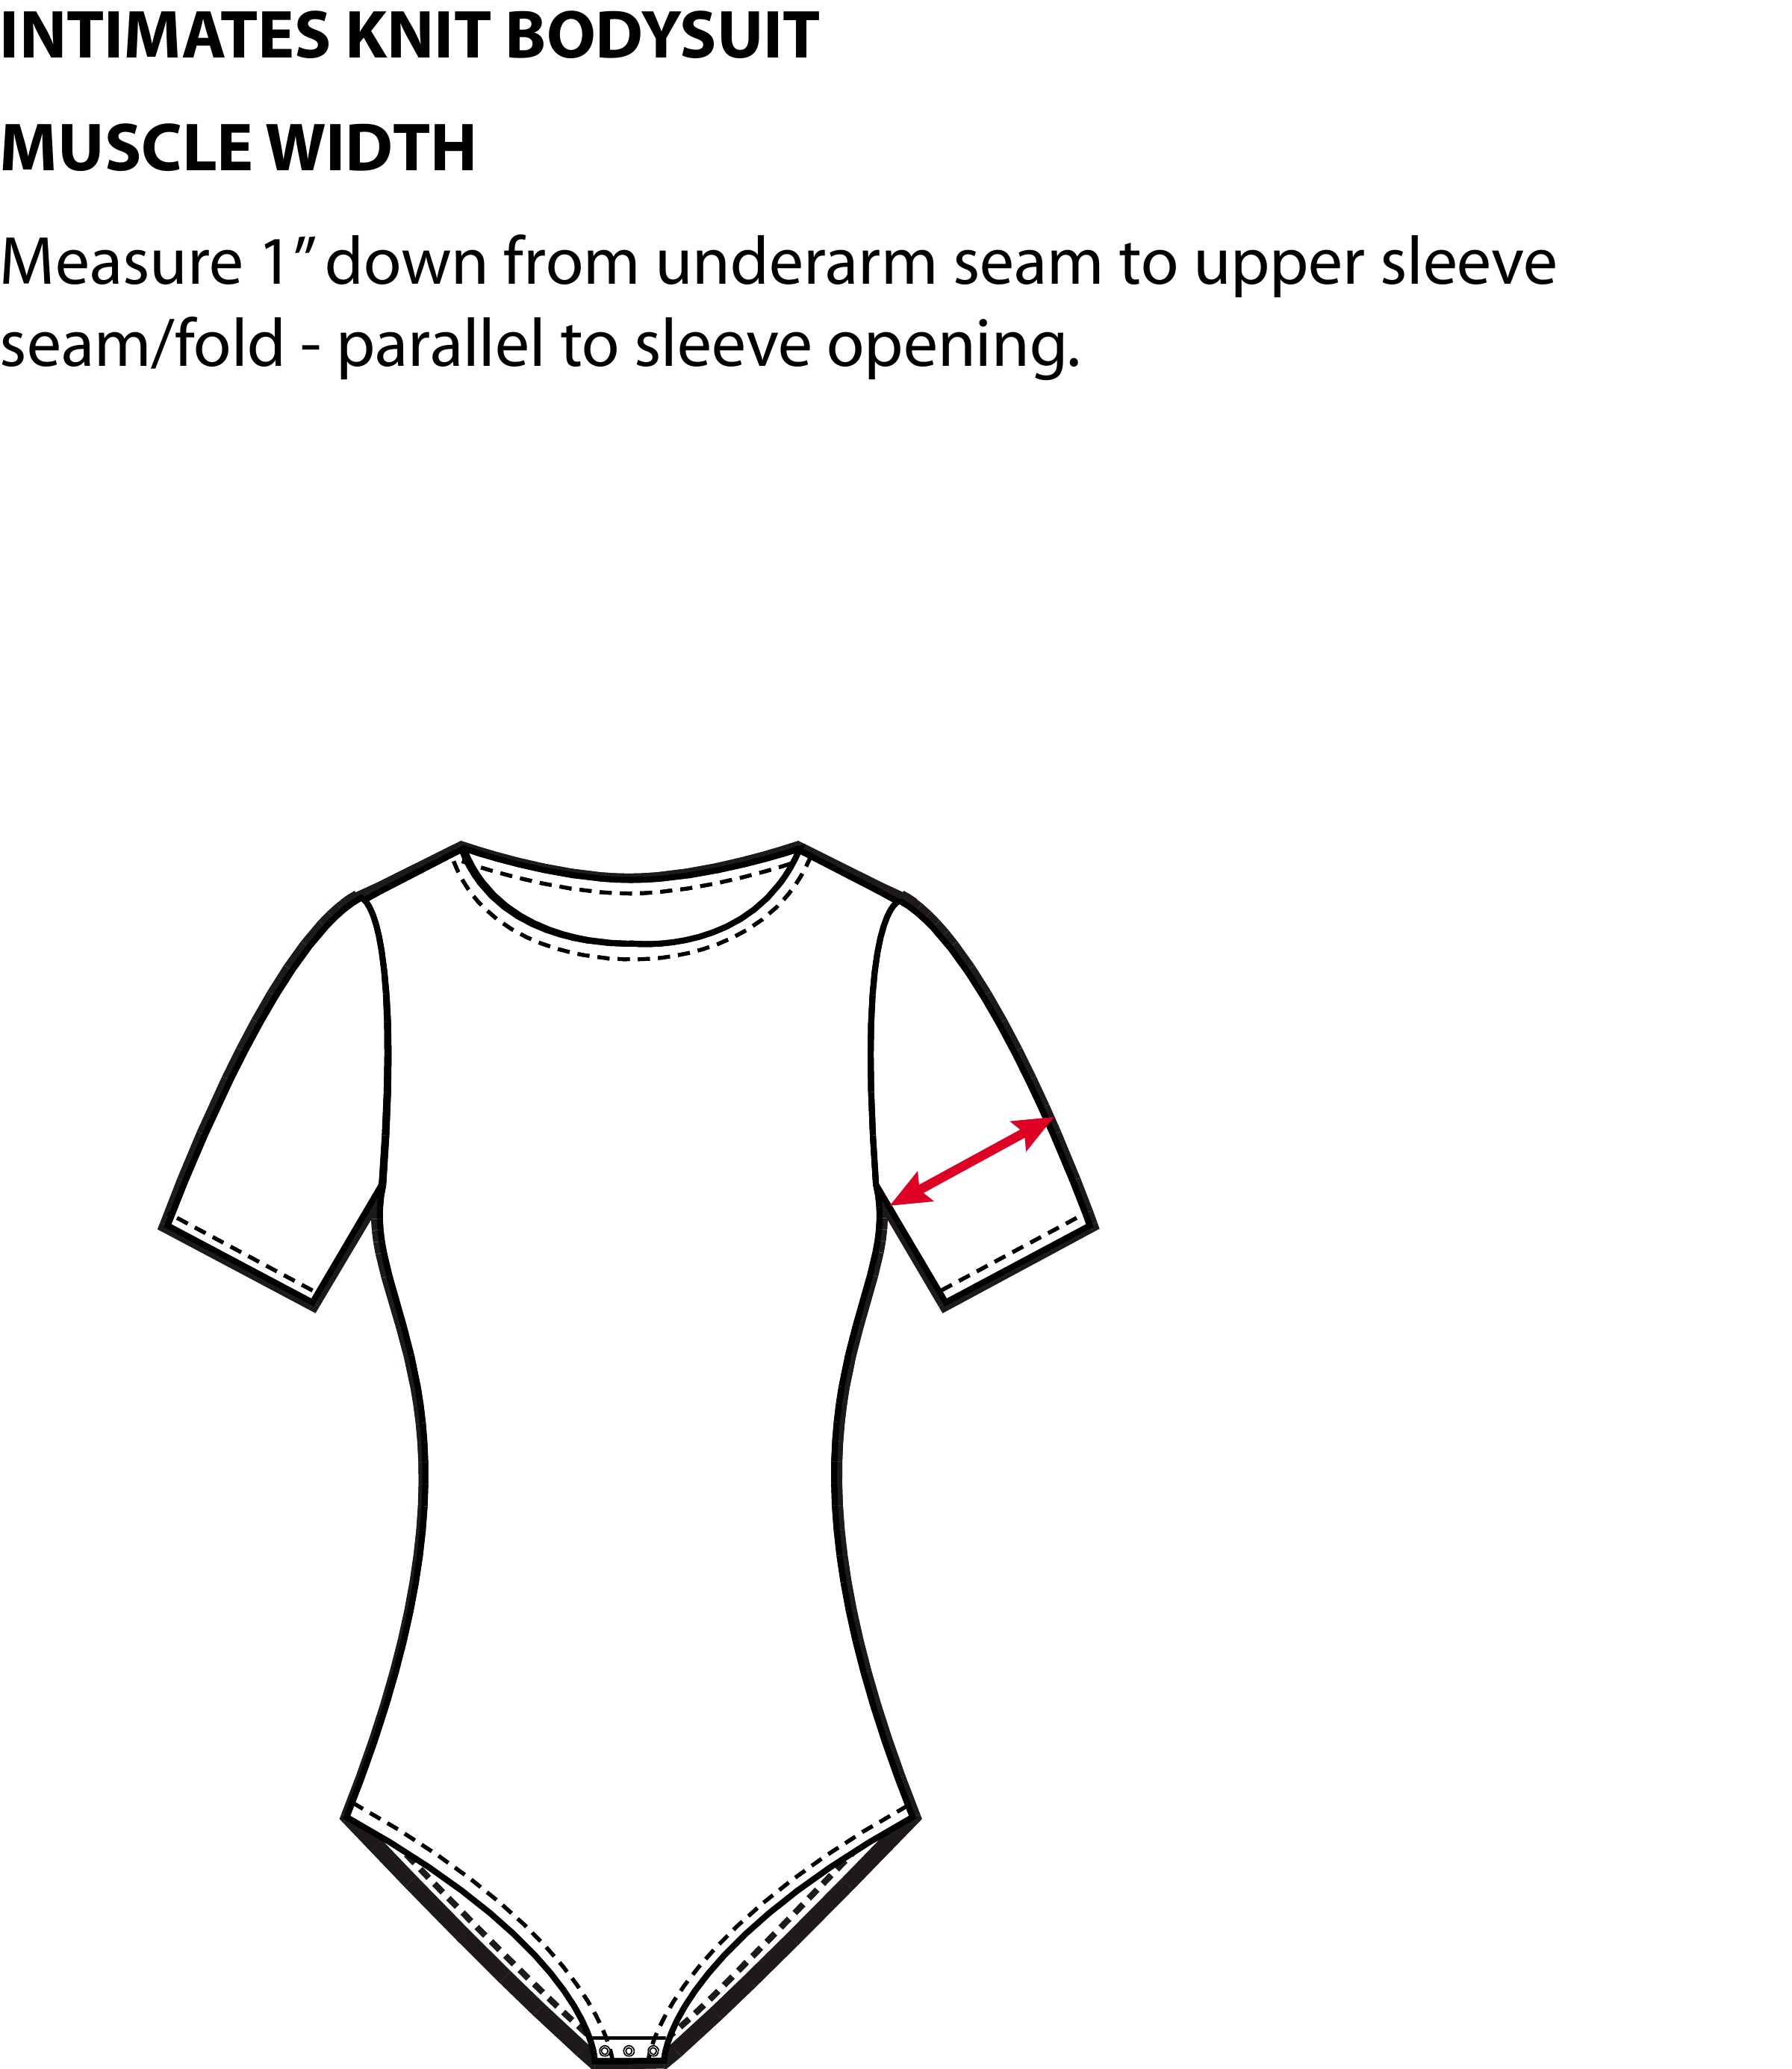 INTIMATES KNIT BODYSUIT
MUSCLE WIDTH
Measure 1” down from underarm seam to upper sleeve
seam/fold - parallel to sleeve opening.